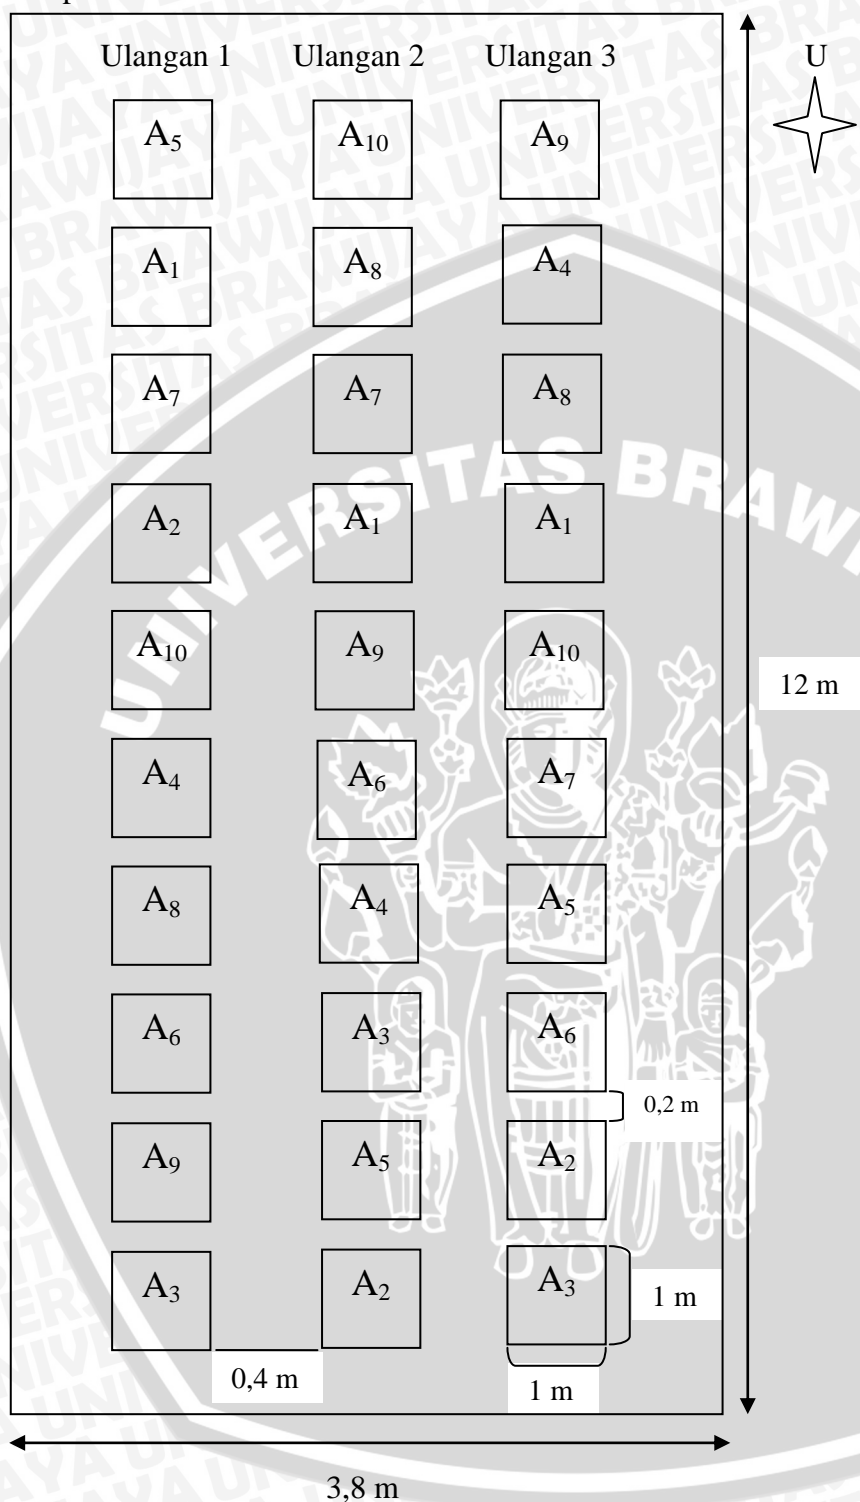 Ulangan 1 Ulangan 2 Ulangan 3 U
A5 A10 A9
A1 A8 A4
A7 A7 A8
A2 A1 A1
UNIVERSITAS BRAWI
A10 A9 A10
12 m
A4 A6 A7
A8 A4 A5
A6 A3 A6
0,2 m
A9 A5 A2
A3 A2 A3
1 m
0,4 m
1 m
3,8 m